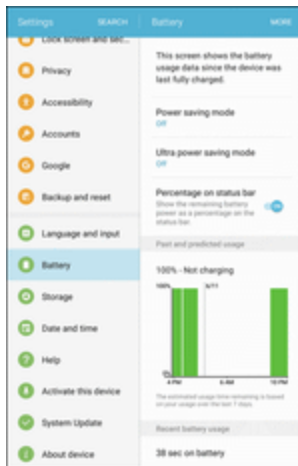 Settings
SEARCH
Battery
MORE
Lock screen and sec...
Privacy
Accessibility
Accounts
Google
Backup and reset
Language and input
Battery
Storage
Date and time
Help
Activate this device
System Update
About device
This screen shows the battery
usage data since the device was
last fully charged.
Power saving mode
Off
Ultra power saving mode
Off
Percentage on status bar
Show the remaining battery
power as a percentage on the
status bar.
ON
Past and predicted usage
100% - Not charging
100%
5/11
0%
4 PM
10 PM
The estimated usage time remaining is based
on your usage over the last 7 days.
Recent battery usage
38 sec on battery